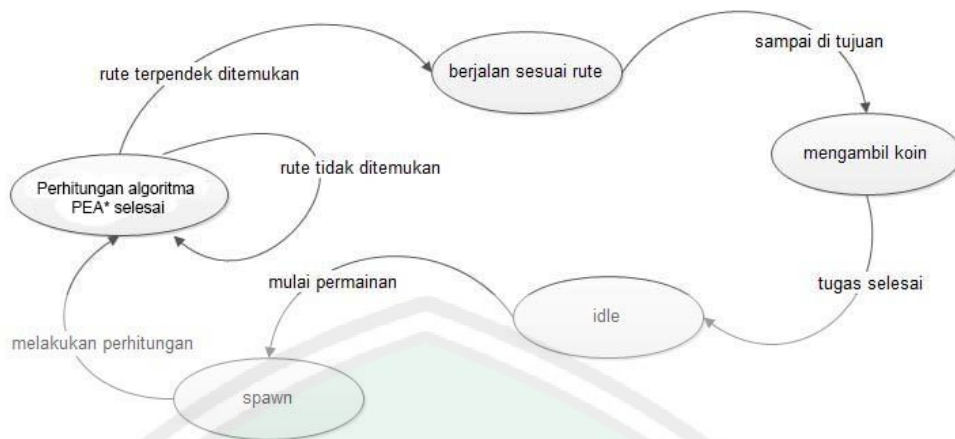 sampai di tujuan
rute terpendek ditemukan
berjalan sesuai rute
mengambil koin
rute tidak ditemukan
Perhitungan algoritma
PEA* selesai
mulai permainan
tugas selesai
idle
melakukan perhitungan
spawn